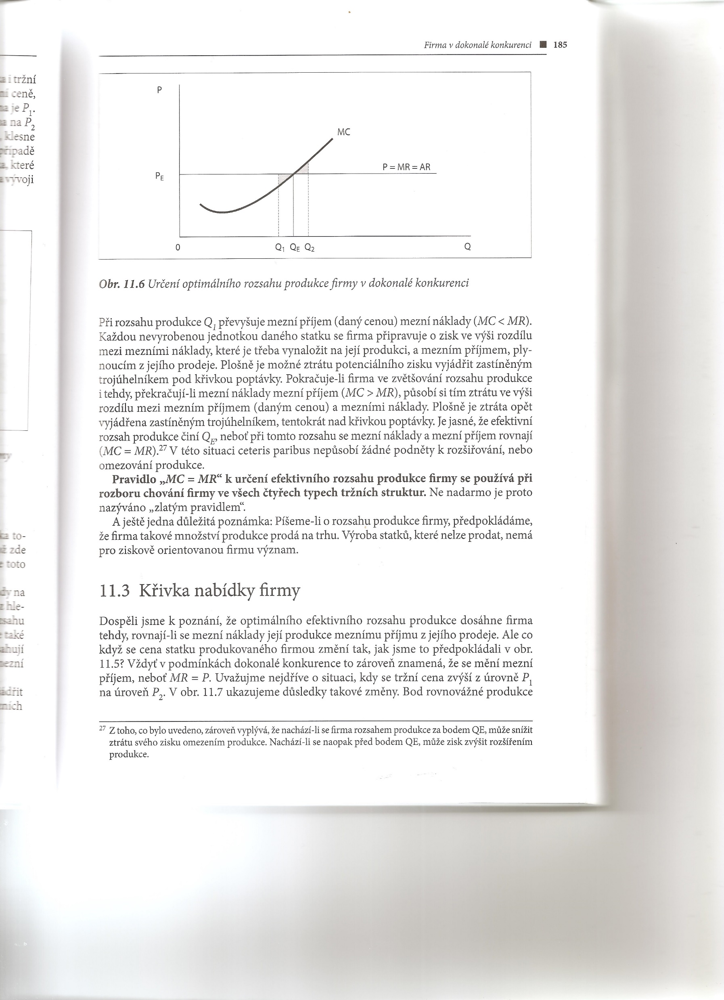 Firma v dokonalé konkurenci ■ 185
i tržní
ceně,
je P₁.
na P₂
klesne
případě
které
vývoji
P
MC
P = MR = AR
PE
0
Q₁ QE Q₂
Q
Obr. 11.6 Určení optimálního rozsahu produkce firmy v dokonalé konkurenci
Při rozsahu produkce Q₁ převyšuje mezní příjem (daný cenou) mezní náklady (MC < MR).
Každou nevyrobenou jednotkou daného statku se firma připravuje o zisk ve výši rozdílu
mezi mezními náklady, které je třeba vynaložit na její produkci, a mezním příjmem, ply-
noucím z jejího prodeje. Plošně je možné ztrátu potenciálního zisku vyjádřit zastíněným
trojúhelníkem pod křivkou poptávky. Pokračuje-li firma ve zvětšování rozsahu produkce
i tehdy, překračují-li mezní náklady mezní příjem (MC > MR), působí si tím ztrátu ve výši
rozdílu mezi mezním příjmem (daným cenou) a mezními náklady. Plošně je ztráta opět
vyjádřena zastíněným trojúhelníkem, tentokrát nad křivkou poptávky. Je jasné, že efektivní
rozsah produkce činí QE, neboť při tomto rozsahu se mezní náklady a mezní příjem rovnají
(MC = MR).²⁷ V této situaci ceteris paribus nepůsobí žádné podněty k rozšiřování, nebo
omezování produkce.
Pravidlo „MC = MR“ k určení efektivního rozsahu produkce firmy se používá při
rozboru chování firmy ve všech čtyřech typech tržních struktur. Ne nadarmo je proto
nazýváno „zlatým pravidlem“.
A ještě jedna důležitá poznámka: Píšeme-li o rozsahu produkce firmy, předpokládáme,
že firma takové množství produkce prodá na trhu. Výroba statků, které nelze prodat, nemá
pro ziskově orientovanou firmu význam.
to-
zde
toto
na
hle-
také
11.3 Křivka nabídky firmy
Dospěli jsme k poznání, že optimálního efektivního rozsahu produkce dosáhne firma
tehdy, rovnají-li se mezní náklady její produkce meznímu příjmu z jejího prodeje. Ale co
když se cena statku produkovaného firmou změní tak, jak jsme to předpokládali v obr.
11.5? Vždyť v podmínkách dokonalé konkurence to zároveň znamená, že se mění mezní
příjem, neboť MR = P. Uvažujme nejdříve o situaci, kdy se tržní cena zvýší z úrovně P₁
na úroveň P₂. V obr. 11.7 ukazujeme důsledky takové změny. Bod rovnovážné produkce
²⁷ Z toho, co bylo uvedeno, zároveň vyplývá, že nachází-li se firma rozsahem produkce za bodem QE, může snížit
ztrátu svého zisku omezením produkce. Nachází-li se naopak před bodem QE, může zisk zvýšit rozšířením
produkce.